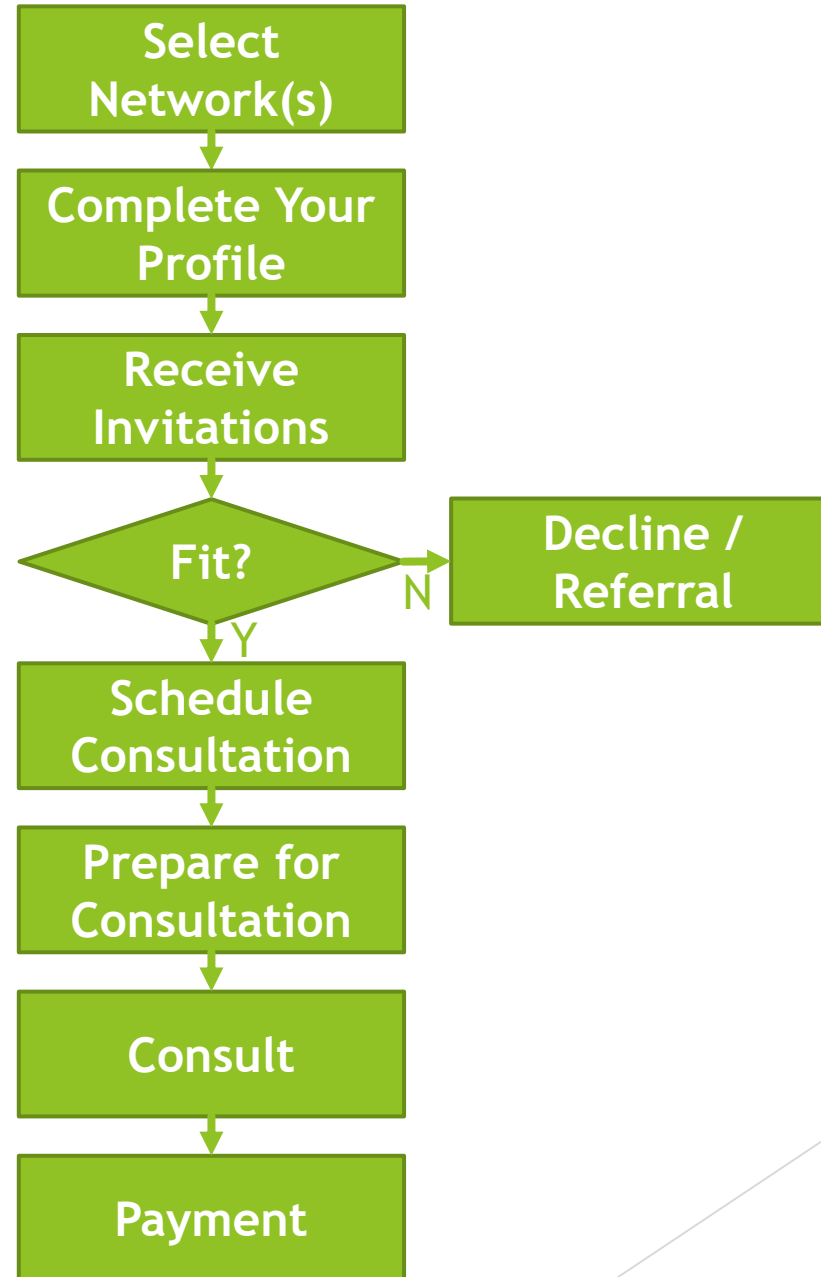 Select
Network(s)
Complete Your
Profile
Receive
Invitations
Fit?
N
Decline /
Referral
Y
Schedule
Consultation
Prepare for
Consultation
Consult
Payment